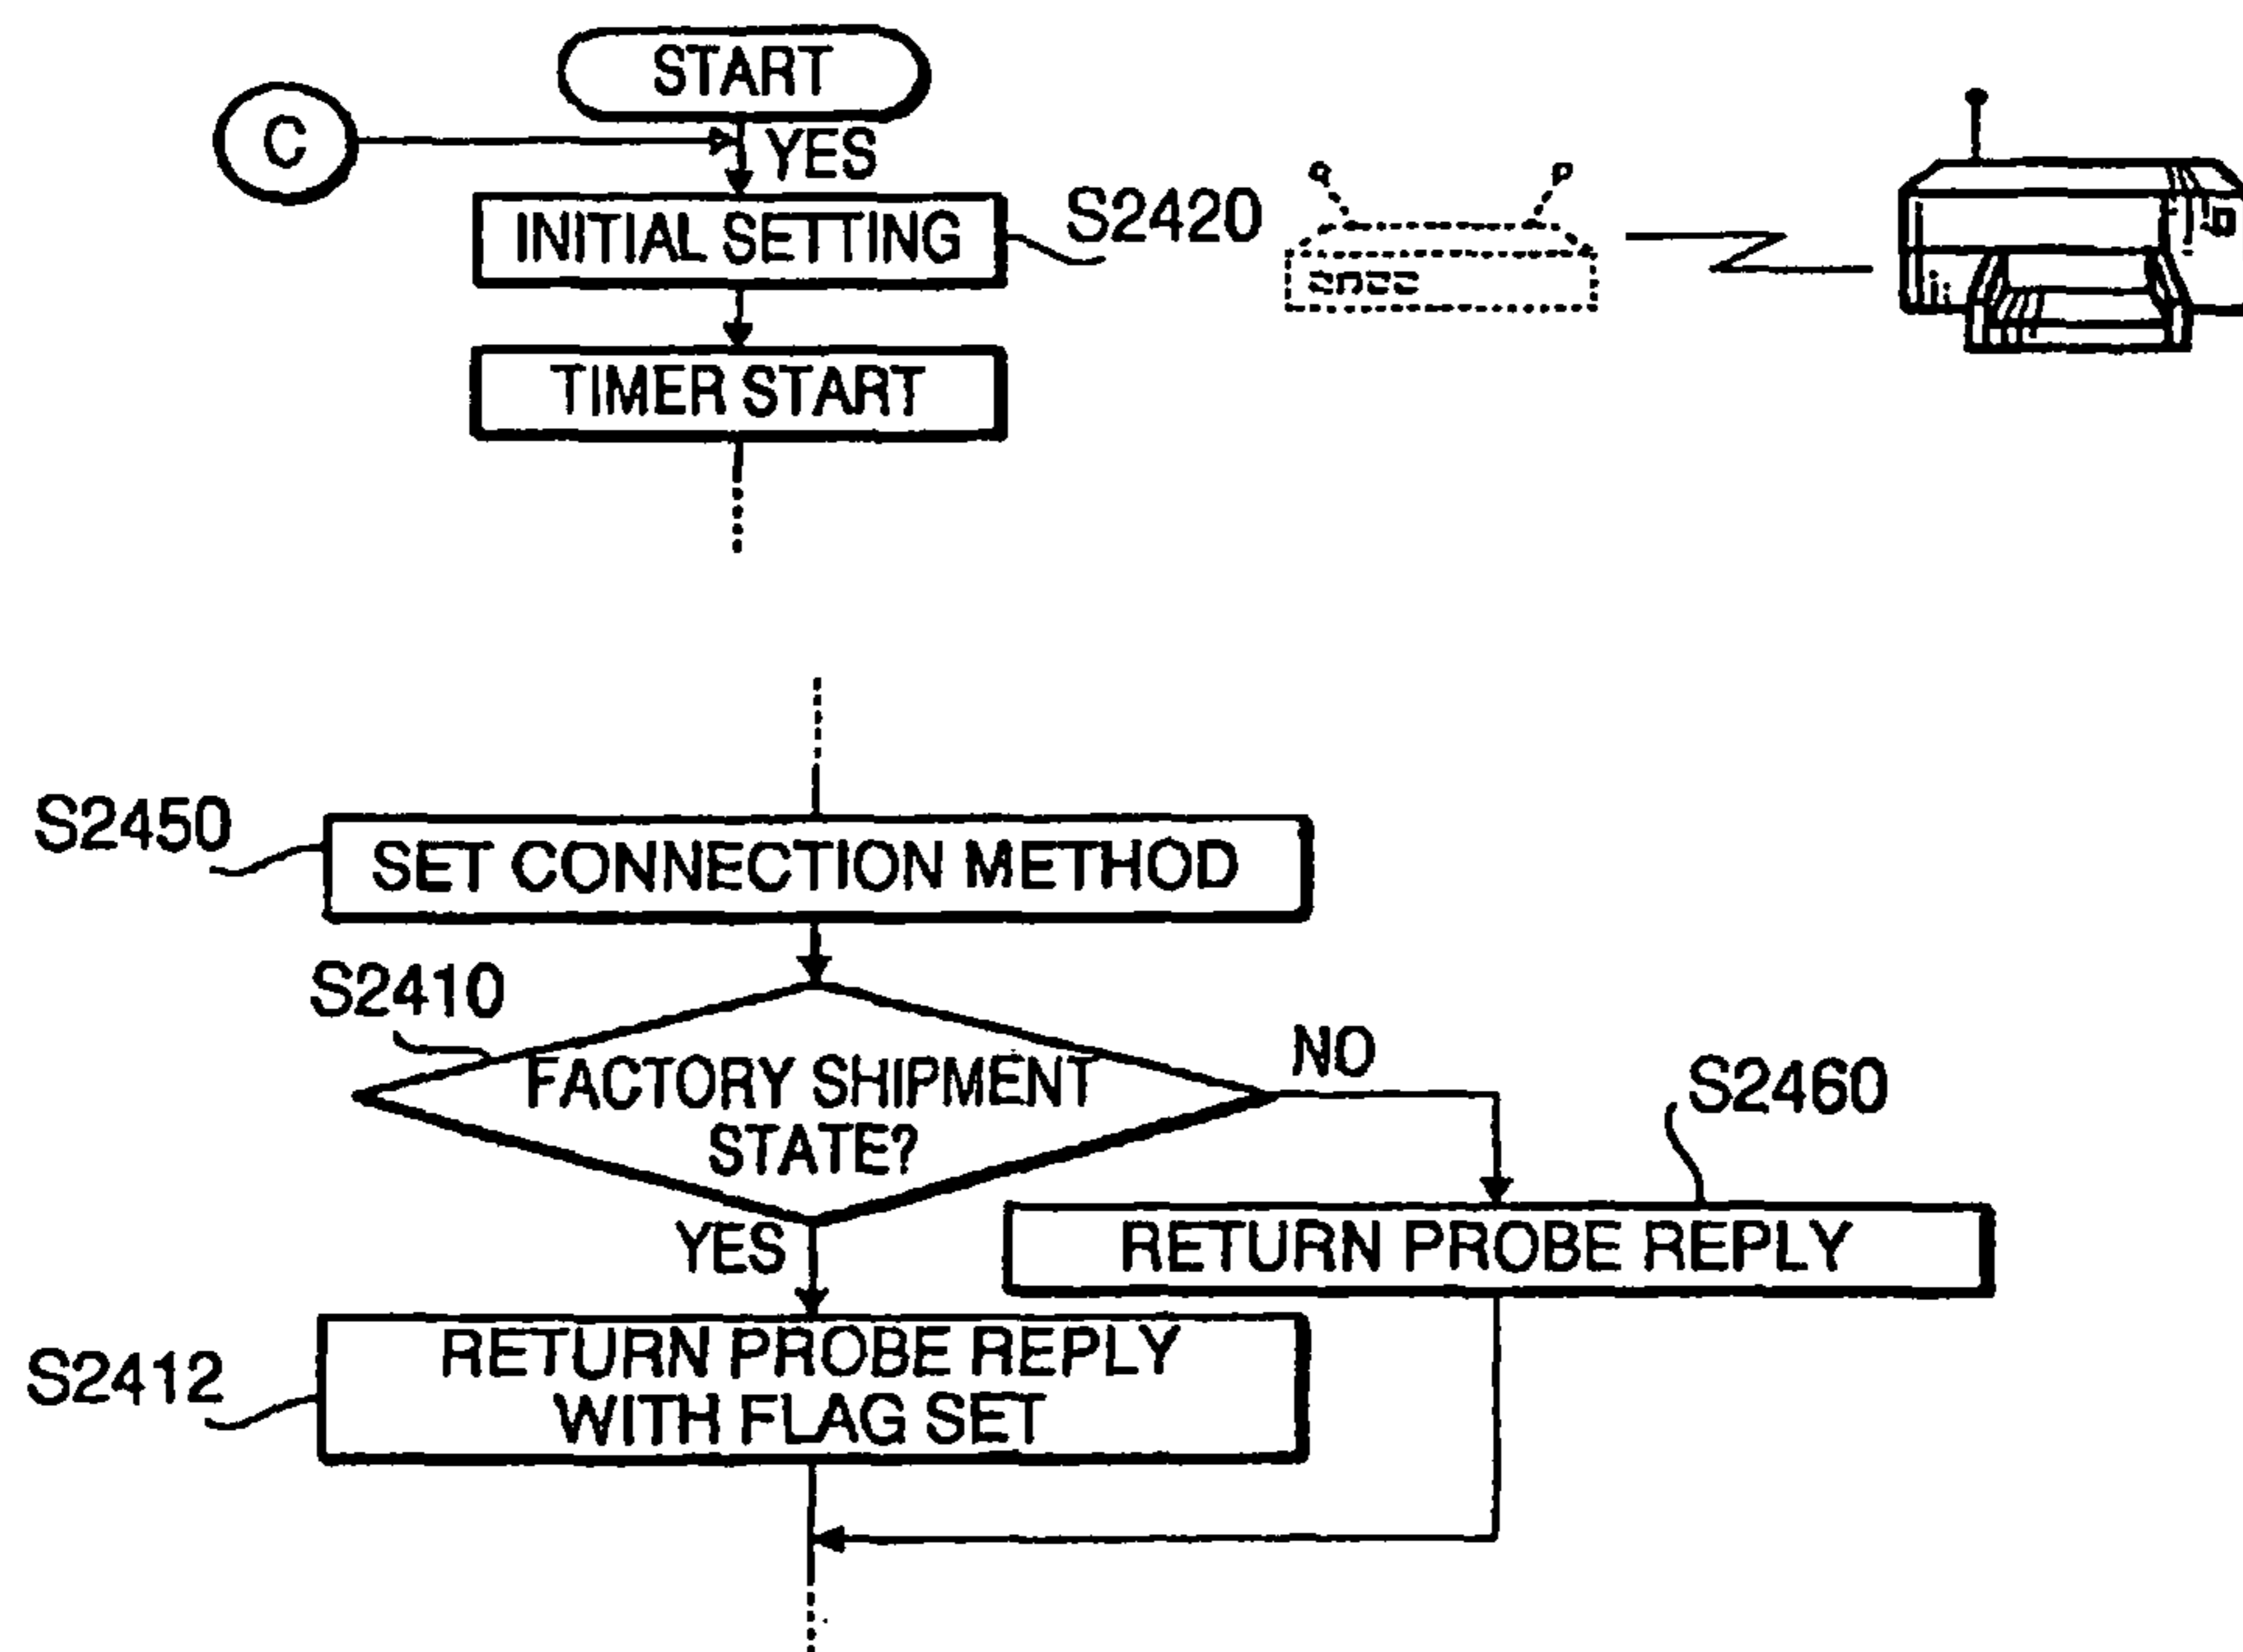 START
C
YES
INITIAL SETTING
S2420
TIMER START
S2450
SET CONNECTION METHOD
S2410
FACTORY SHIPMENT
STATE?
NO
S2460
YES
RETURN PROBE REPLY
S2412
RETURN PROBE REPLY
WITH FLAG SET